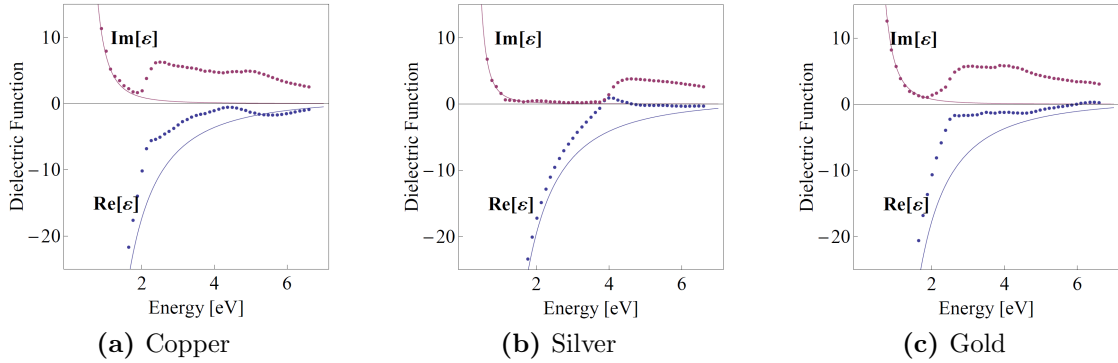 Dielectric Function
10
0
−10
−20
Im[ε]
Re[ε]
2
4
6
Energy [eV]
(a) Copper
Dielectric Function
10
0
−10
−20
Im[ε]
Re[ε]
2
4
6
Energy [eV]
(b) Silver
Dielectric Function
10
0
−10
−20
Im[ε]
Re[ε]
2
4
6
Energy [eV]
(c) Gold